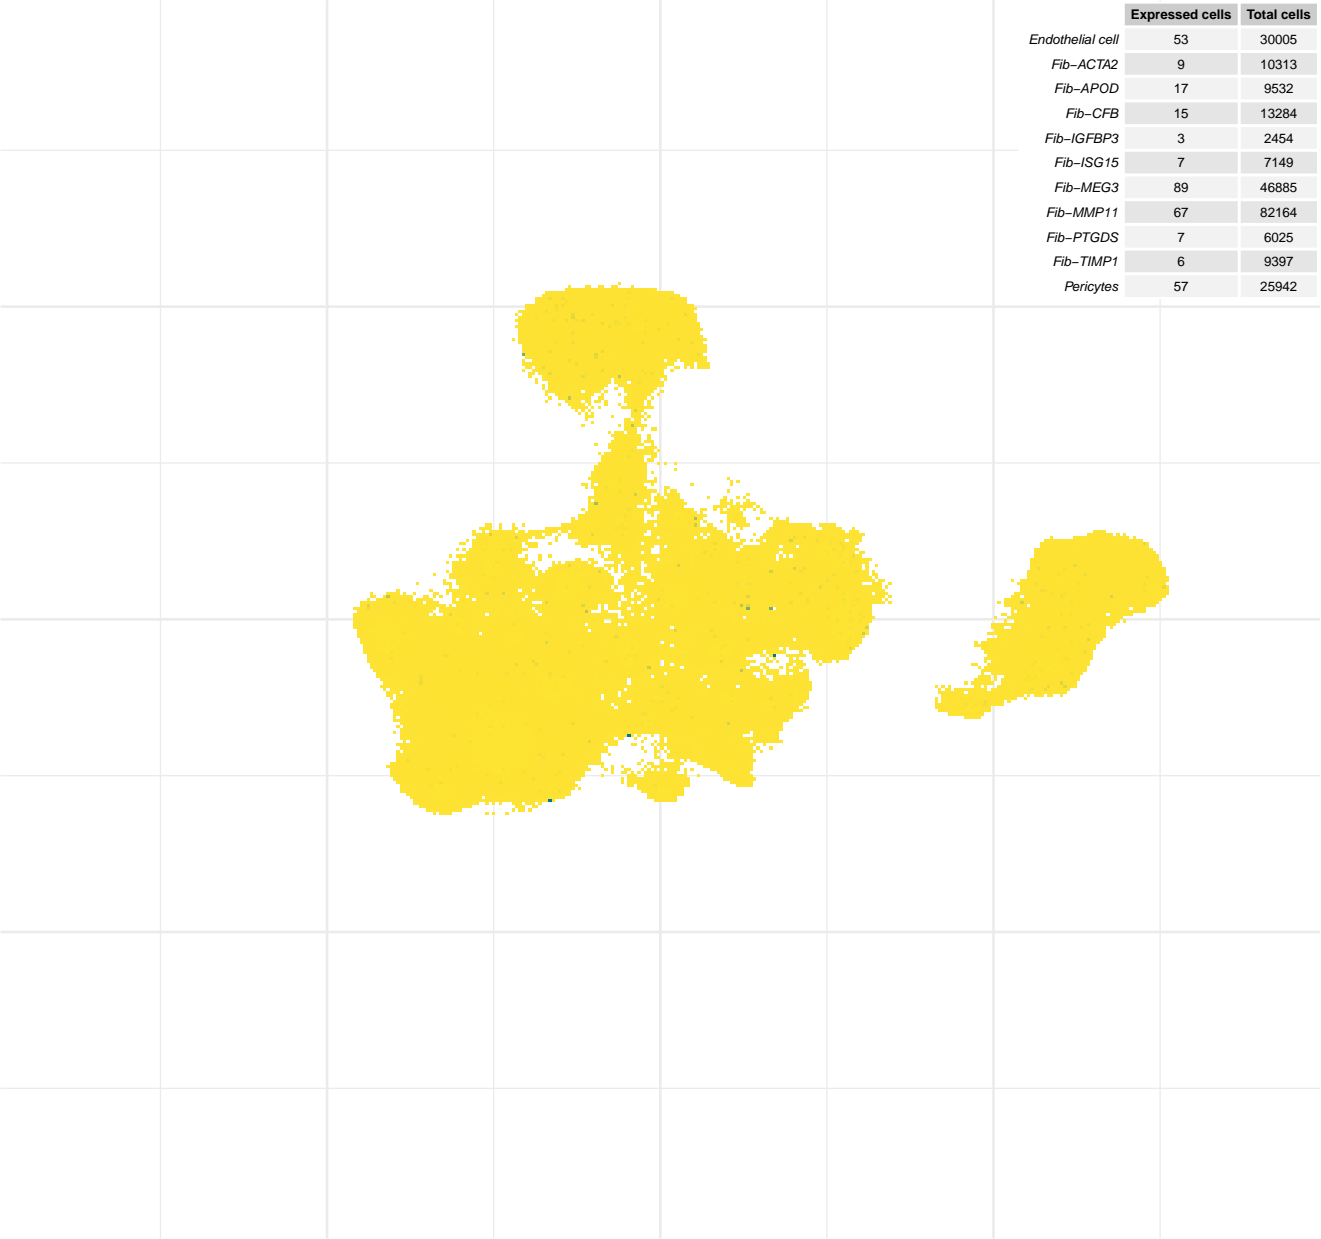 Expressed cells Total cells
Endothelial cell 53 30005
Fib−ACTA2 9 10313
Fib−APOD 17 9532
Fib−CFB 15 13284
Fib−IGFBP3 3 2454
Fib−ISG15 7 7149
Fib−MEG3 89 46885
Fib−MMP11 67 82164
Fib−PTGDS 7 6025
Fib−TIMP1 6 9397
Pericytes 57 25942